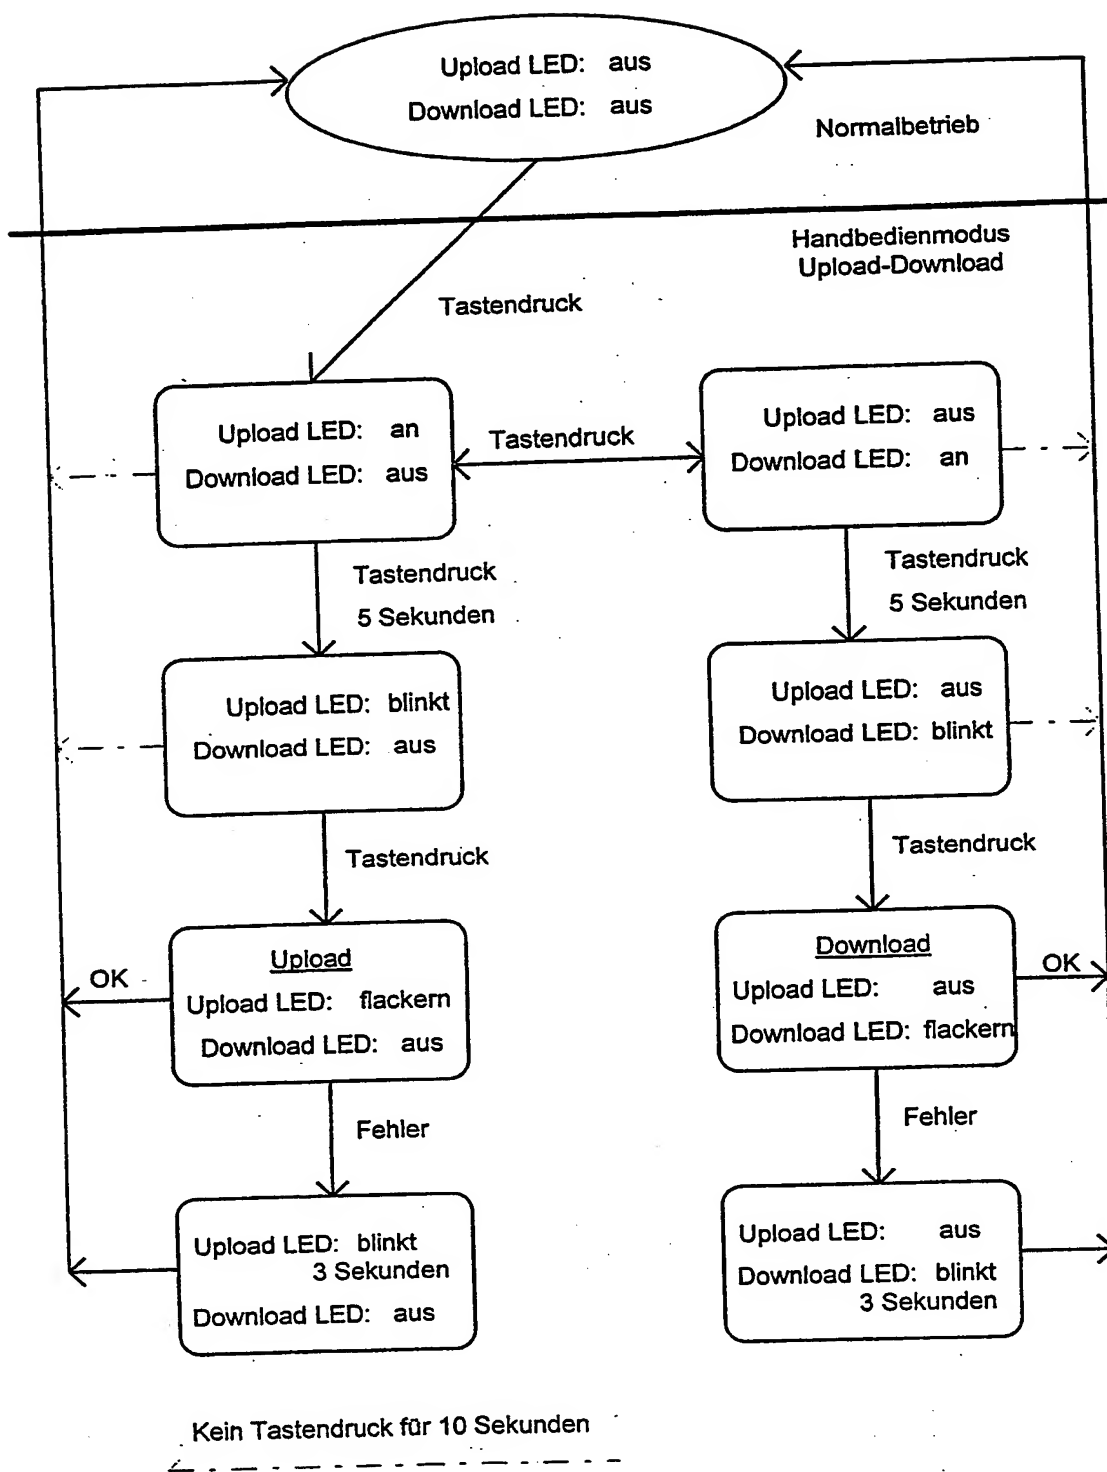 Upload LED: aus
Download LED: aus
Normalbetrieb
Handbedienmodus
Upload-Download
Tastendruck
Upload LED: an
Download LED: aus
Tastendruck
Upload LED: aus
Download LED: an
Tastendruck
5 Sekunden
Tastendruck
5 Sekunden
Upload LED: blinkt
Download LED: aus
Upload LED: aus
Download LED: blinkt
Tastendruck
Tastendruck
OK
Upload
Upload LED: flackern
Download LED: aus
Download
Upload LED: aus
Download LED: flackern
OK
Fehler
Fehler
Upload LED: blinkt
3 Sekunden
Download LED: aus
Upload LED: aus
Download LED: blinkt
3 Sekunden
Kein Tastendruck für 10 Sekunden